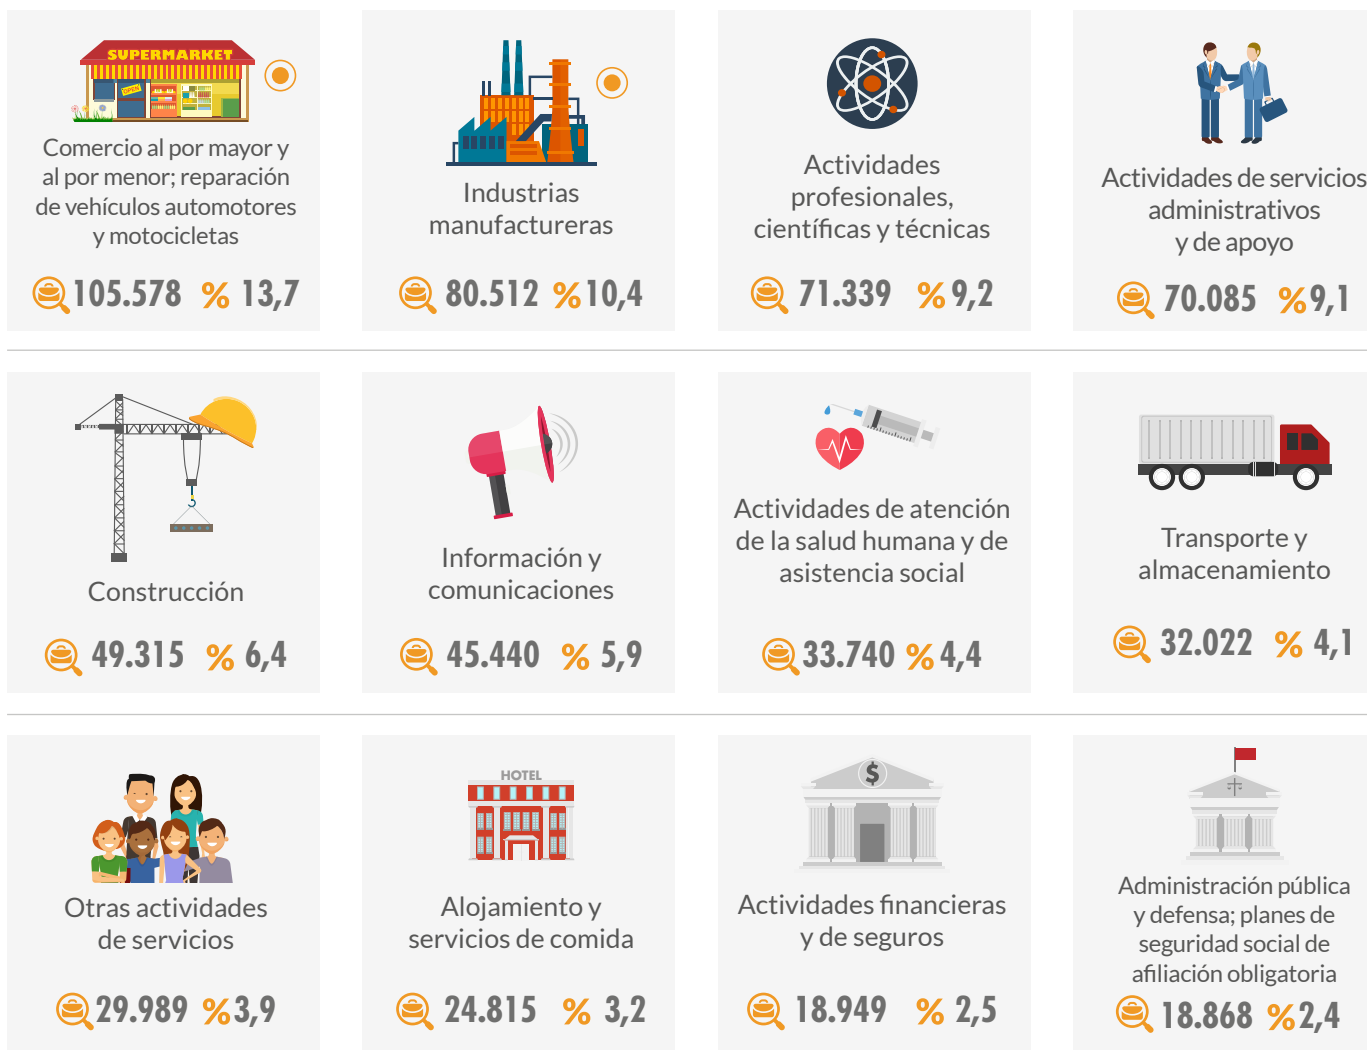 SUPERMARKET
OPEN
Comercio al por mayor y
al por menor; reparación
de vehículos automotores
y motocicletas
105.578 % 13,7
Industrias
manufactureras
80.512 % 10,4
Actividades
profesionales,
científicas y técnicas
71.339 % 9,2
Actividades de servicios
administrativos
y de apoyo
70.085 % 9,1
Construcción
49.315 % 6,4
Información y
comunicaciones
45.440 % 5,9
Actividades de atención
de la salud humana y de
asistencia social
33.740 % 4,4
Transporte y
almacenamiento
32.022 % 4,1
Otras actividades
de servicios
29.989 % 3,9
HOTEL
Alojamiento y
servicios de comida
24.815 % 3,2
$
Actividades financieras
y de seguros
18.949 % 2,5
Administración pública
y defensa; planes de
seguridad social de
afiliación obligatoria
18.868 % 2,4